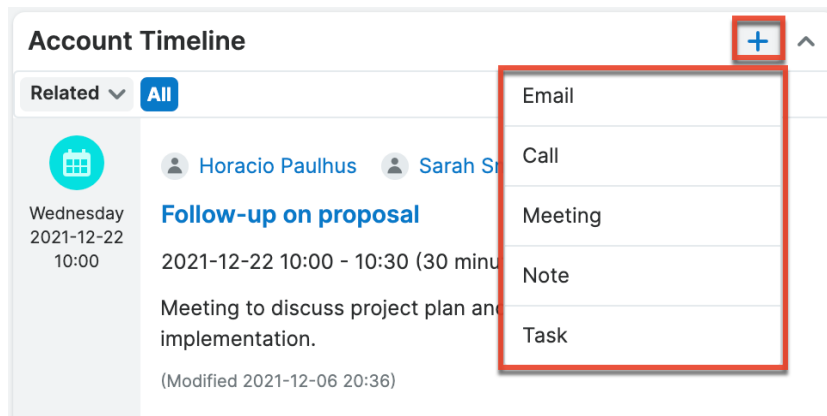 Account Timeline
Related All
Email
Call
Meeting
Note
Task
Wednesday
2021-12-22
10:00
Horacio Paulhus Sarah
Follow-up on proposal
2021-12-22 10:00 - 10:30 (30
Meeting to discuss project plan
implementation.
(Modified 2021-12-06 20:36)